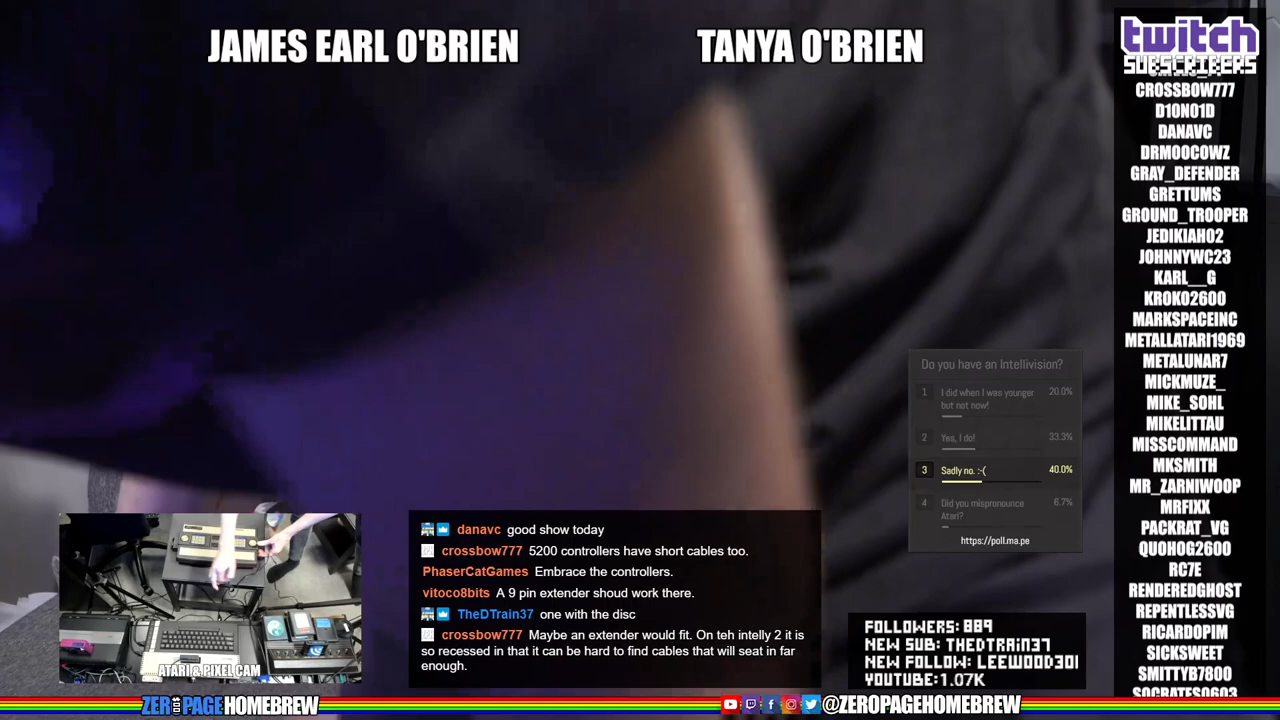 JAMES EARL O'BRIEN
TANYA O'BRIEN
twitch
SUBSCRIBERS
CROSSBOW777
D10N01D
DANAVC
DRMOOCOWZ
GRAY_DEFENDER
GRETTUMS
GROUND_TROOPER
JEDIKIAH02
JOHNNYWC23
KARL__G
KROKO2600
MARKSPACEINC
METALLATARI1969
METALUNAR7
MICKMUZE_
MIKE_SOHL
MIKELITTAU
MISSCOMMAND
MKSMITH
MR_ZARNIWOOP
MRFIXX
PACKRAT_VG
QUOHOG2600
RC7E
RENDEREDGHOST
REPENTLESSVG
RICARDOPIM
SICKSWEET
SMITTYB7800
SOCRATES0603
Do you have an Intellivision?
1 I did when I was younger 20.0%
but not now!
2 Yes, I do! 33.3%
3 Sadly no. :-( 40.0%
4 Did you mispronounce 6.7%
Atari?
https://poll.ma.pe
danavc good show today
crossbow777 5200 controllers have short cables too.
PhaserCatGames Embrace the controllers.
vitoco8bits A 9 pin extender shoud work there.
TheDTrain37 one with the disc
crossbow777 Maybe an extender would fit. On teh intelly 2 it is
so recessed in that it can be hard to find cables that will seat in far
enough.
ATARI & PIXEL CAM
FOLLOWERS: 889
NEW SUB: THEDTRAIN37
NEW FOLLOW: LEEWOOD301
YOUTUBE:1.07K
ZEROPAGEHOMEBREW
@ZEROPAGEHOMEBREW